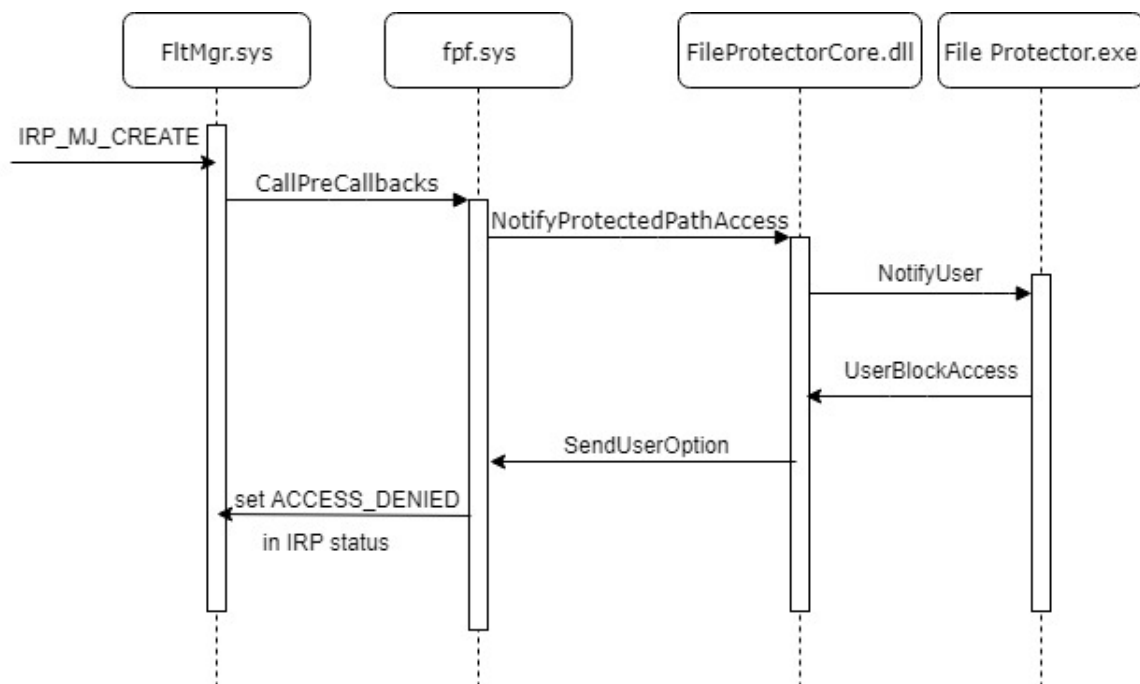 FltMgr.sys
fpf.sys
FileProtectorCore.dll
File Protector.exe
IRP_MJ_CREATE
CallPreCallbacks
NotifyProtectedPathAccess
NotifyUser
UserBlockAccess
SendUserOption
set ACCESS_DENIED
in IRP status